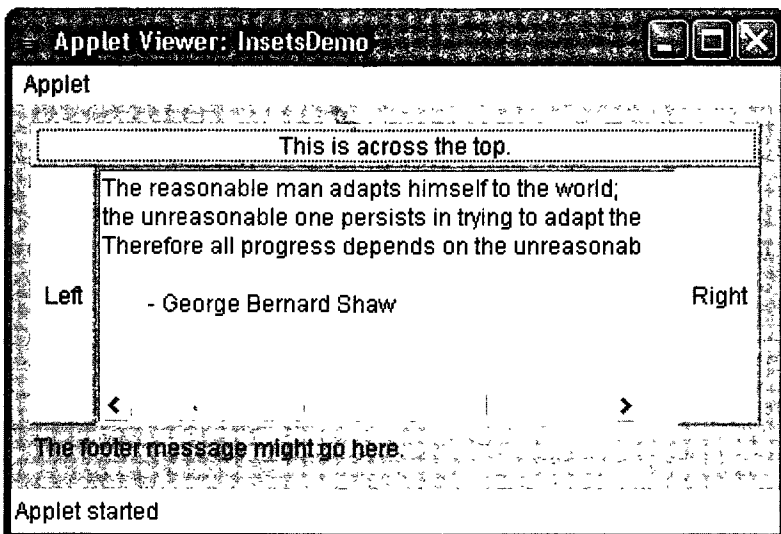 Applet Viewer: InsetsDemo
Applet
This is across the top.
The reasonable man adapts himself to the world;
the unreasonable one persists in trying to adapt the
Therefore all progress depends on the unreasonab
Left
- George Bernard Shaw
Right
The footer message might go here.
Applet started